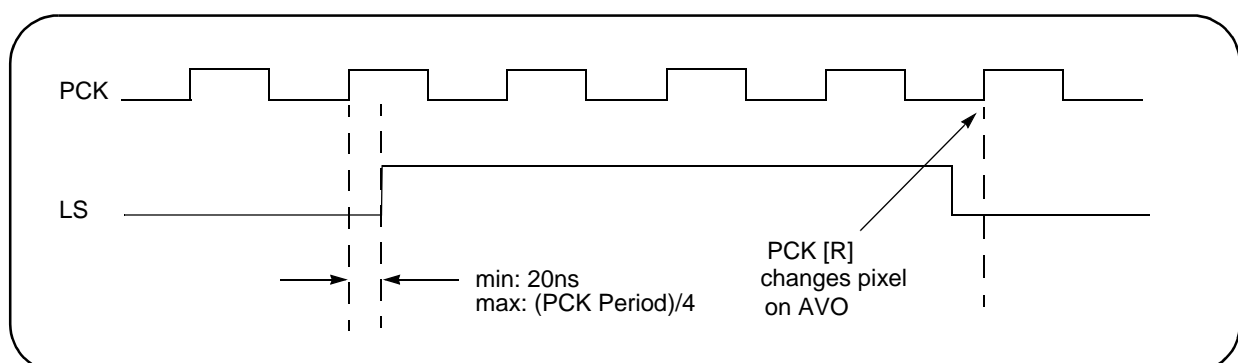 PCK
LS
min: 20ns
max: (PCK Period)/4
PCK [R]
changes pixel
on AVO